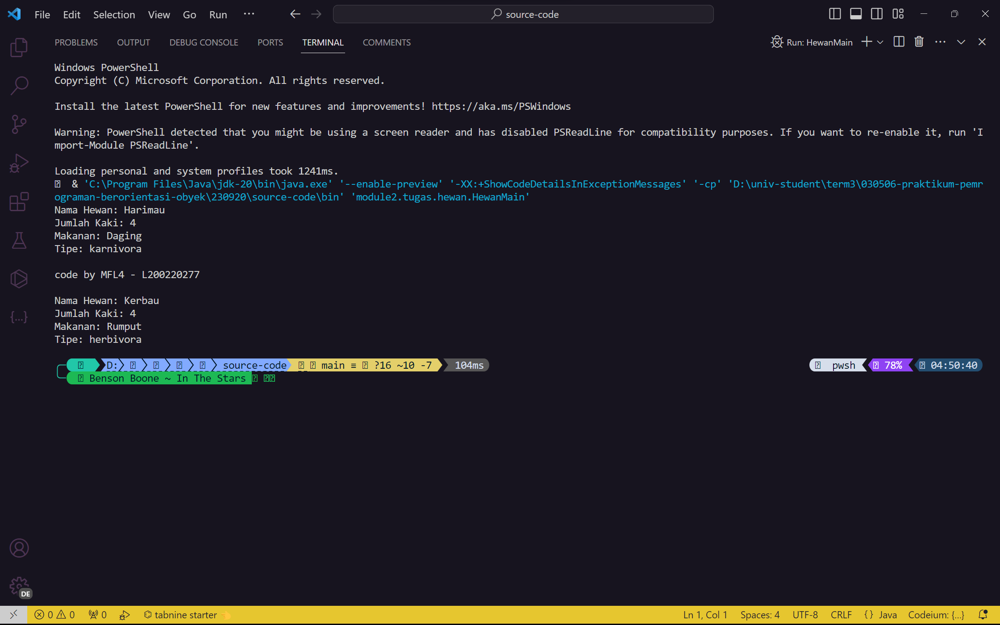 File Edit Selection View Go Run ··· source-code
PROBLEMS OUTPUT DEBUG CONSOLE PORTS TERMINAL COMMENTS Run: HewanMain
Windows PowerShell
Copyright (C) Microsoft Corporation. All rights reserved.
Install the latest PowerShell for new features and improvements! https://aka.ms/PSWindows
Warning: PowerShell detected that you might be using a screen reader and has disabled PSReadLine for compatibility purposes. If you want to re-enable it, run 'I
mport-Module PSReadLine'.
Loading personal and system profiles took 1241ms.
& 'C:\Program Files\Java\jdk-20\bin\java.exe' '--enable-preview' '-XX:+ShowCodeDetailsInExceptionMessages' '-cp' 'D:\univ-student\term3\030506-praktikum-pemr
ograman-berorientasi-obyek\230920\source-code\bin' 'module2.tugas.hewan.HewanMain'
Nama Hewan: Harimau
Jumlah Kaki: 4
Makanan: Daging
Tipe: karnivora
code by MFL4 - L200220277
Nama Hewan: Kerbau
Jumlah Kaki: 4
Makanan: Rumput
Tipe: herbivora
D: source-code main ≡ ?16 ~10 -7 104ms pwsh 78% 04:50:40
Benson Boone ~ In The Stars
DE
0 0 0 tabnine starter Ln 1, Col 1 Spaces: 4 UTF-8 CRLF {} Java Codeium: {...}